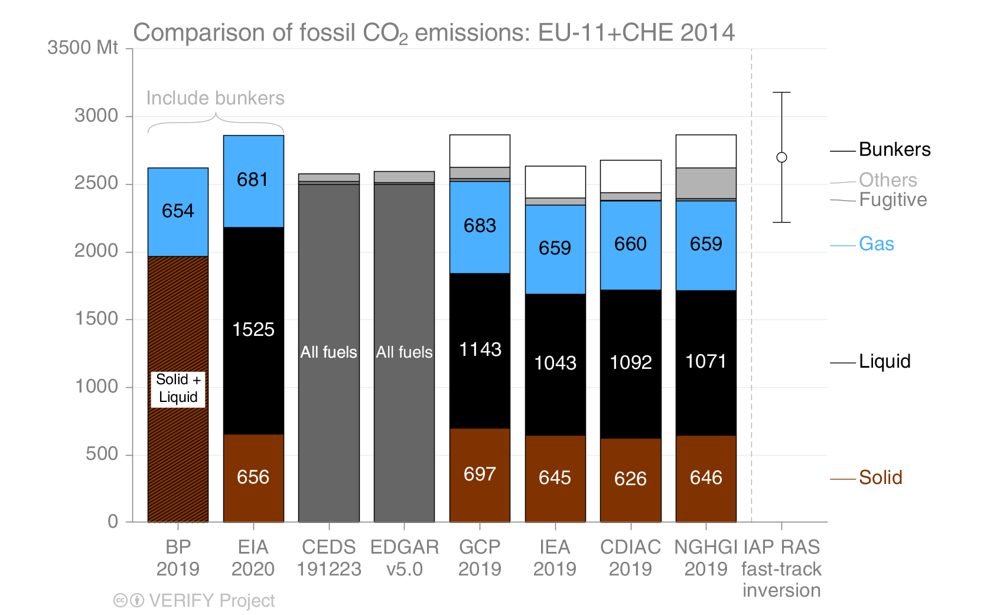 Comparison of fossil CO₂ emissions: EU-11+CHE 2014
3500 Mt
3000
2500
2000
1500
1000
500
0
Include bunkers
654
Solid +
Liquid
681
1525
656
All fuels
All fuels
683
1143
697
659
1043
645
660
1092
626
659
1071
646
Bunkers
Others
Fugitive
Gas
Liquid
Solid
BP
2019
EIA
2020
CEDS
191223
EDGAR
v5.0
GCP
2019
IEA
2019
CDIAC
2019
NGHGI
2019
IAP RAS
fast-track
inversion
cc VERIFY Project